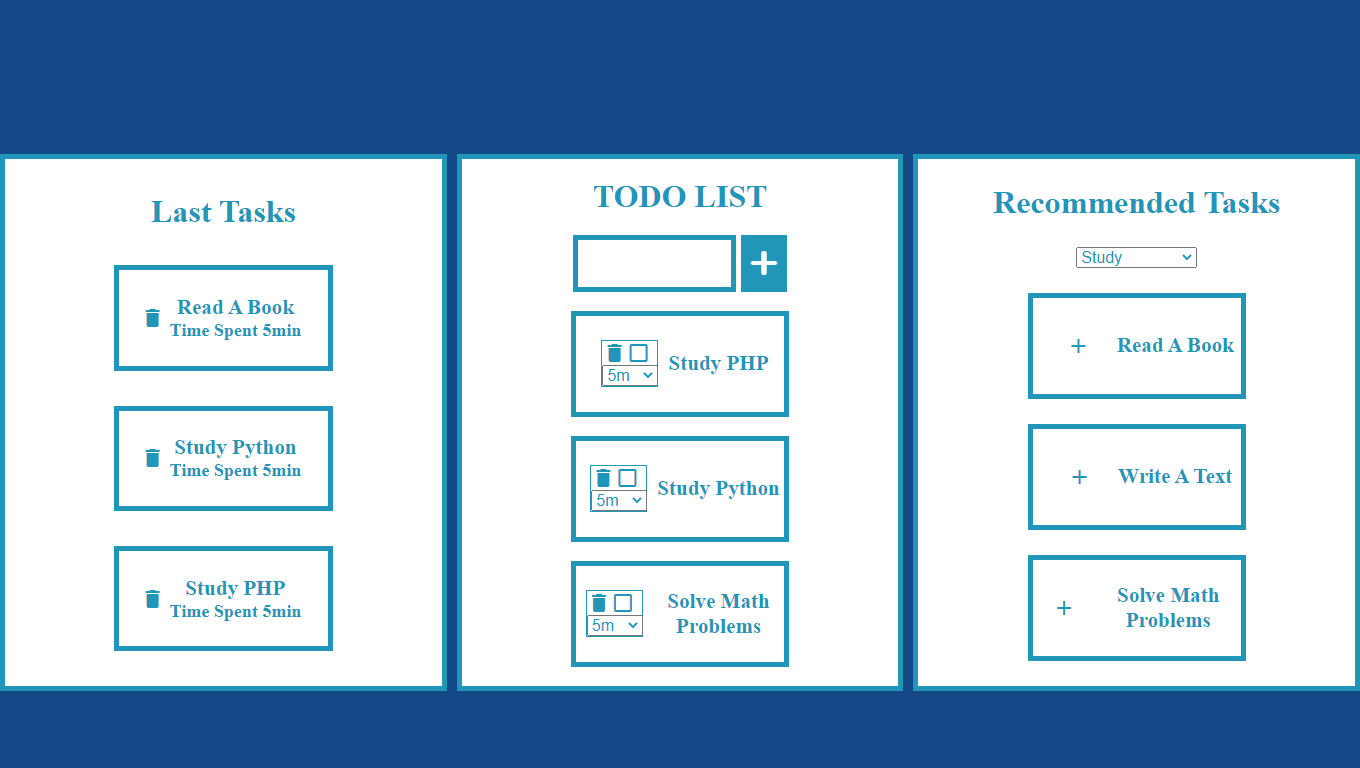 Last Tasks
Read A Book
Time Spent 5min
Study Python
Time Spent 5min
Study PHP
Time Spent 5min
TODO LIST
5m
Study PHP
5m
Study Python
5m
Solve Math
Problems
Recommended Tasks
Study
Read A Book
Write A Text
Solve Math
Problems